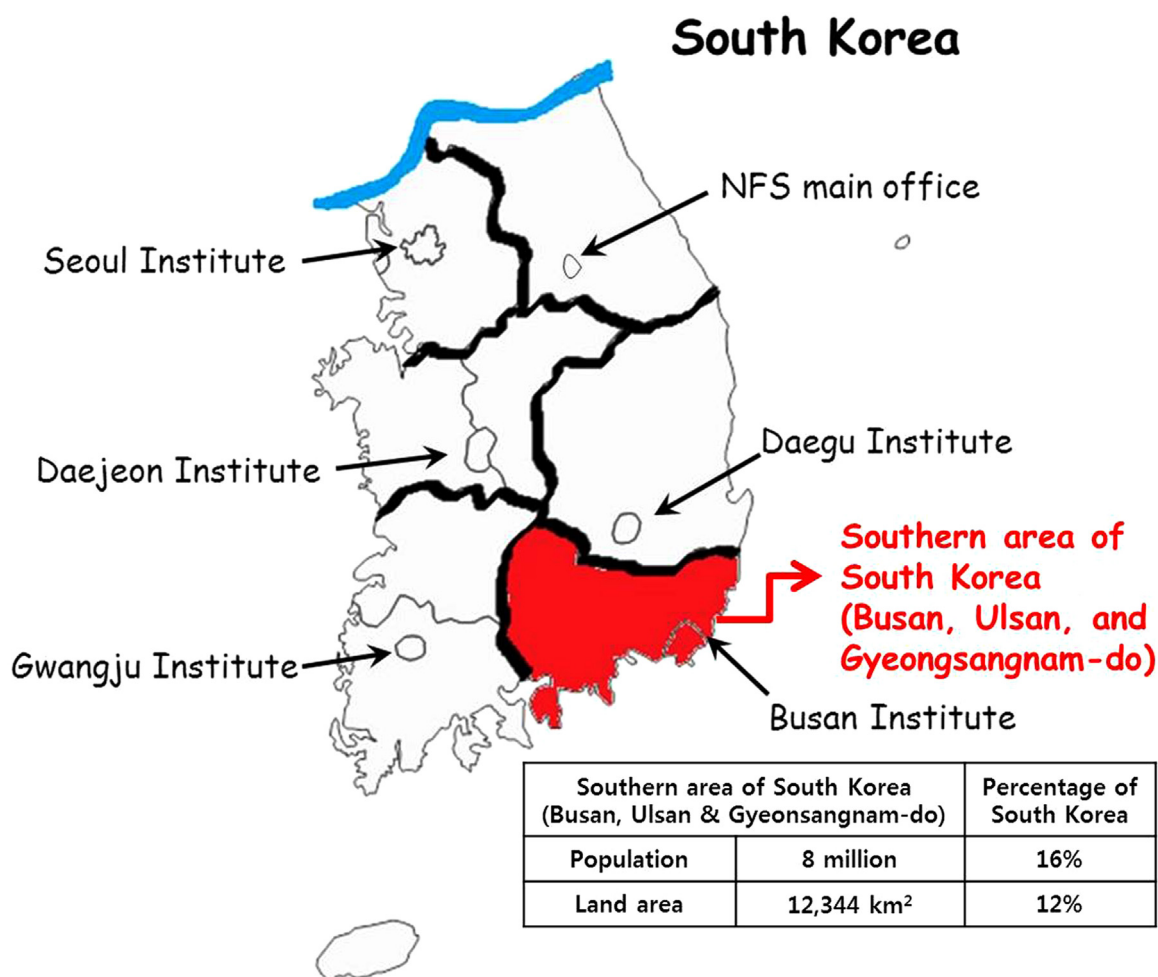 South Korea
NFS main office
Seoul Institute
Daegu Institute
Daejeon Institute
Southern area of
South Korea
(Busan, Ulsan, and
Gyeongsangnam-do)
Gwangju Institute
Busan Institute
Southern area of South Korea
(Busan, Ulsan & Gyeonsangnam-do)
Percentage of
South Korea
Population 8 million 16%
Land area 12,344 km² 12%